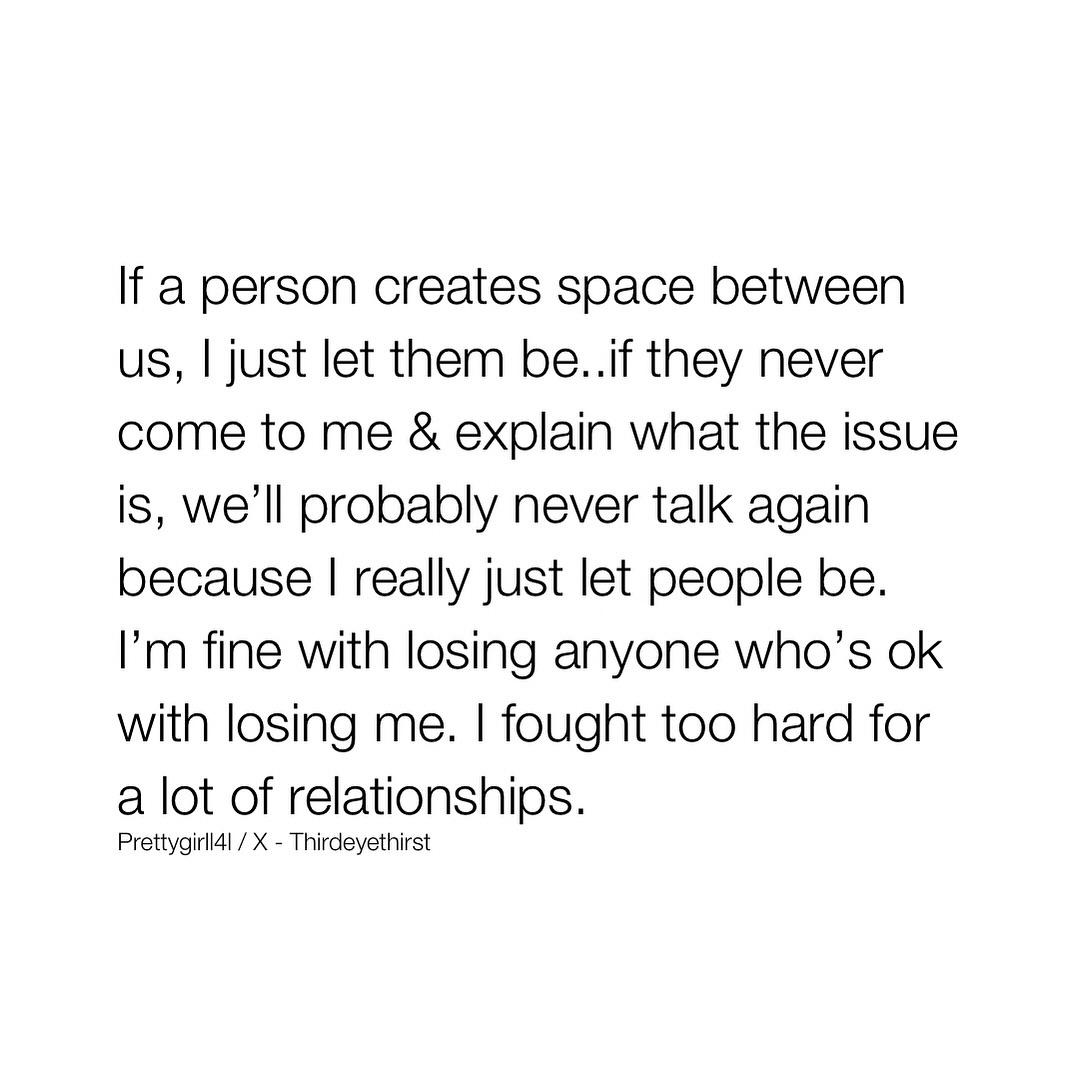 If a person creates space between
us, I just let them be..if they never
come to me & explain what the issue
is, we’ll probably never talk again
because I really just let people be.
I’m fine with losing anyone who’s ok
with losing me. I fought too hard for
a lot of relationships.
Prettygirll4l / X - Thirdeyethirst